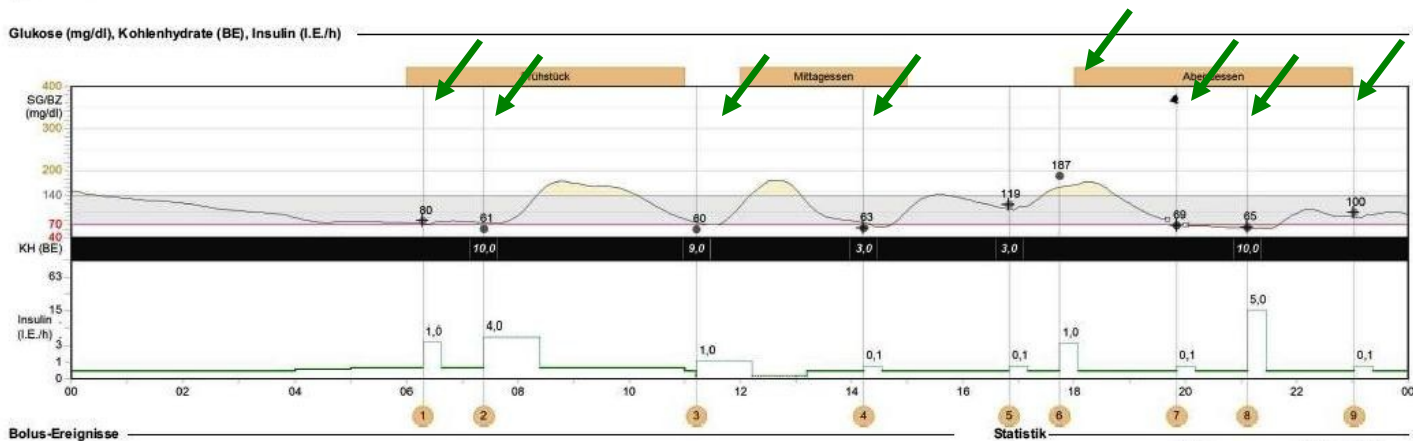 Glukose (mg/dl), Kohlenhydrate (BE), Insulin (I.E./h)
Frühstück Mittagessen Abendessen
400
SG/BZ
(mg/dl)
300
200
187
140
119
100
80 61 60 63 69 65
70
40
KH (BE) 10,0 9,0 3,0 3,0 10,0
63
15
5,0
Insulin
(I.E./h)
4,0
1,0 1,0
3
1,0 0,1 0,1 0,1 0,1
1
0
00 02 04 06 08 10 12 14 16 18 20 22 00
1 2 3 4 5 6 7 8 9
Bolus-Ereignisse Statistik